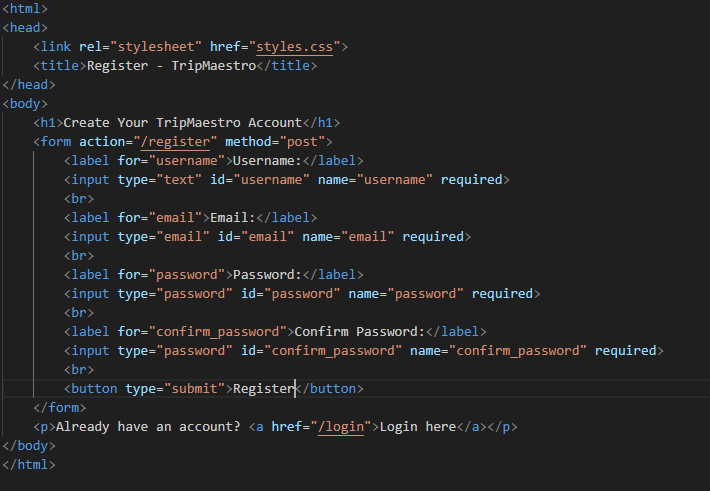 <html>
<head>
    <link rel="stylesheet" href="styles.css">
    <title>Register - TripMaestro</title>
</head>
<body>
    <h1>Create Your TripMaestro Account</h1>
    <form action="/register" method="post">
        <label for="username">Username:</label>
        <input type="text" id="username" name="username" required>
        <br>
        <label for="email">Email:</label>
        <input type="email" id="email" name="email" required>
        <br>
        <label for="password">Password:</label>
        <input type="password" id="password" name="password" required>
        <br>
        <label for="confirm_password">Confirm Password:</label>
        <input type="password" id="confirm_password" name="confirm_password" required>
        <br>
        <button type="submit">Register</button>
    </form>
    <p>Already have an account? <a href="/login">Login here</a></p>
</body>
</html>